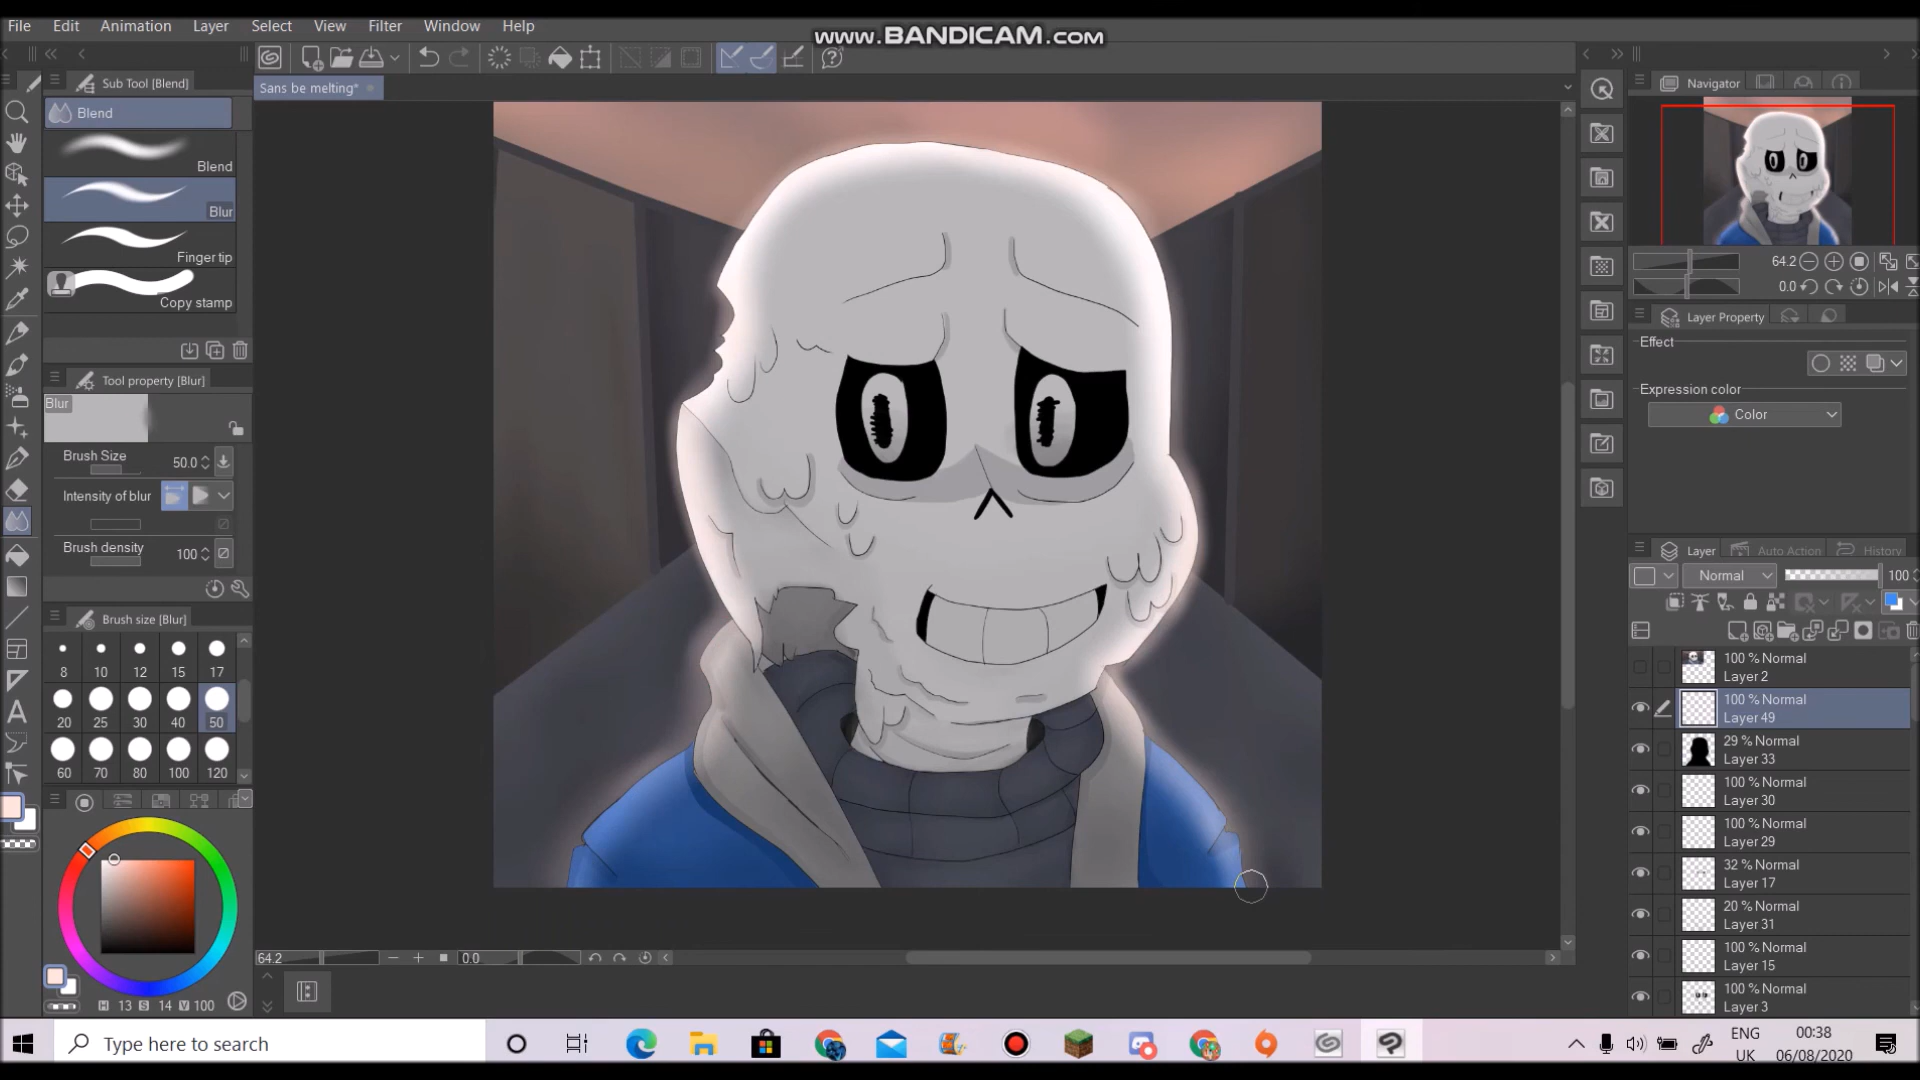 File Edit Animation Layer Select View Filter Window Help
www.BANDICAM.COM
Sub Tool [Blend]
Blend
Blend
Blur
Finger tip
Copy stamp
Tool property [Blur]
Blur
Brush Size 50.0
Intensity of blur
Brush density 100
Brush size [Blur]
8 10 12 15 17
20 25 30 40 50
60 70 80 100 120
H 13 S 14 V 100
Sans be melting*
64.2 0.0
Navigator
64.2
0.0
Layer Property
Effect
Expression color
Color
Layer Auto Action History
Normal 100
100 % Normal
Layer 2
100 % Normal
Layer 49
29 % Normal
Layer 33
100 % Normal
Layer 30
100 % Normal
Layer 29
32 % Normal
Layer 17
20 % Normal
Layer 31
100 % Normal
Layer 15
100 % Normal
Layer 3
Type here to search
ENG
UK
00:38
06/08/2020